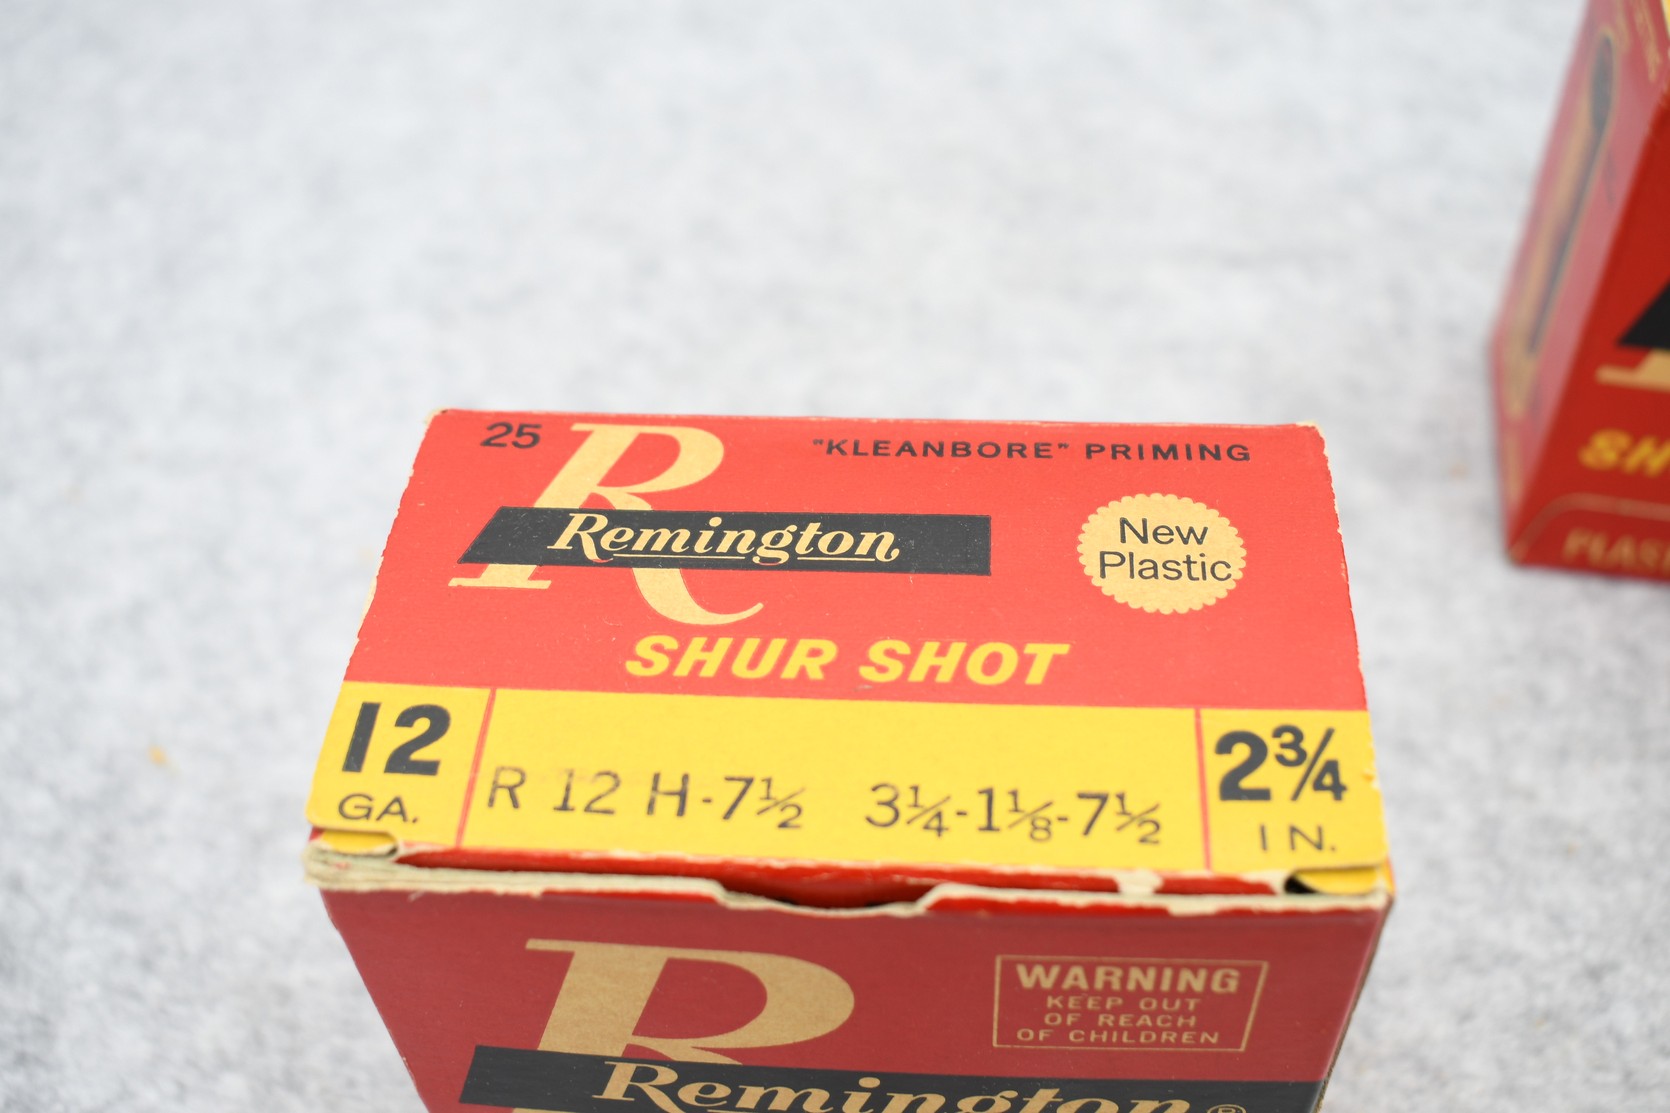 25
"KLEANBORE" PRIMING
Remington
New
Plastic
SHUR SHOT
12
GA.
R 12 H-7½ 3¼-1⅛-7½
2¾
IN.
WARNING
KEEP OUT
OF REACH
OF CHILDREN
Remington®